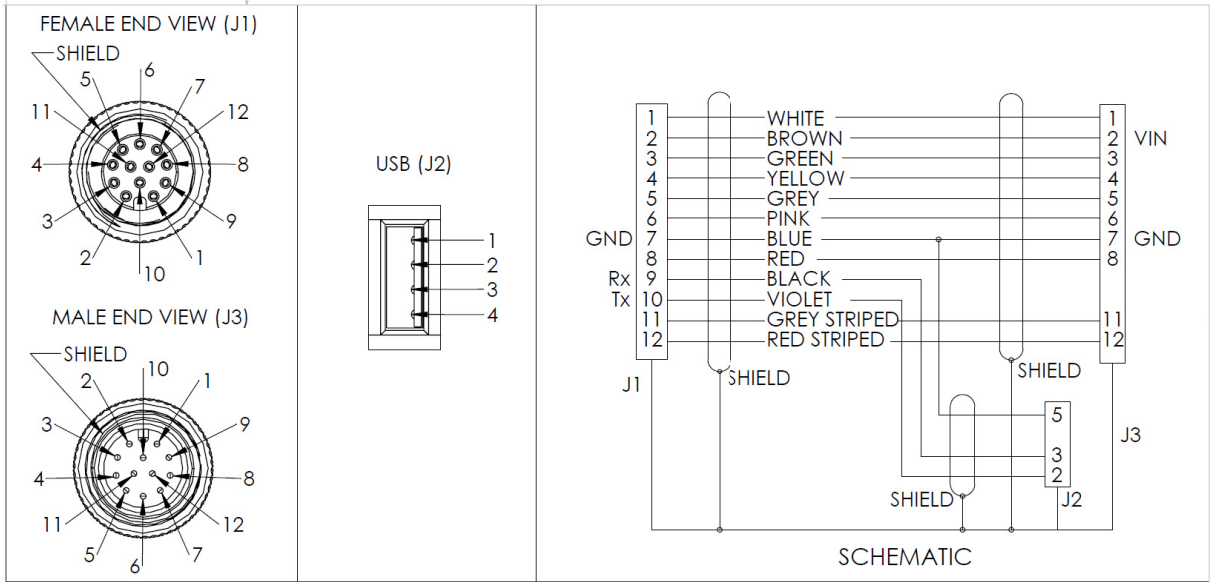 FEMALE END VIEW (J1)
SHIELD
5
6
7
11
12
4
8
3
9
2
1
10
MALE END VIEW (J3)
SHIELD
10
2
1
3
9
4
8
11
12
5
7
6
USB (J2)
1
2
3
4
1 WHITE 1
2 BROWN 2 VIN
3 GREEN 3
4 YELLOW 4
5 GREY 5
6 PINK 6
GND 7 BLUE 7 GND
8 RED 8
Rx 9 BLACK
Tx 10 VIOLET
11 GREY STRIPED 11
12 RED STRIPED 12
J1
SHIELD
SHIELD
J3
5
3
2
SHIELD
J2
SCHEMATIC